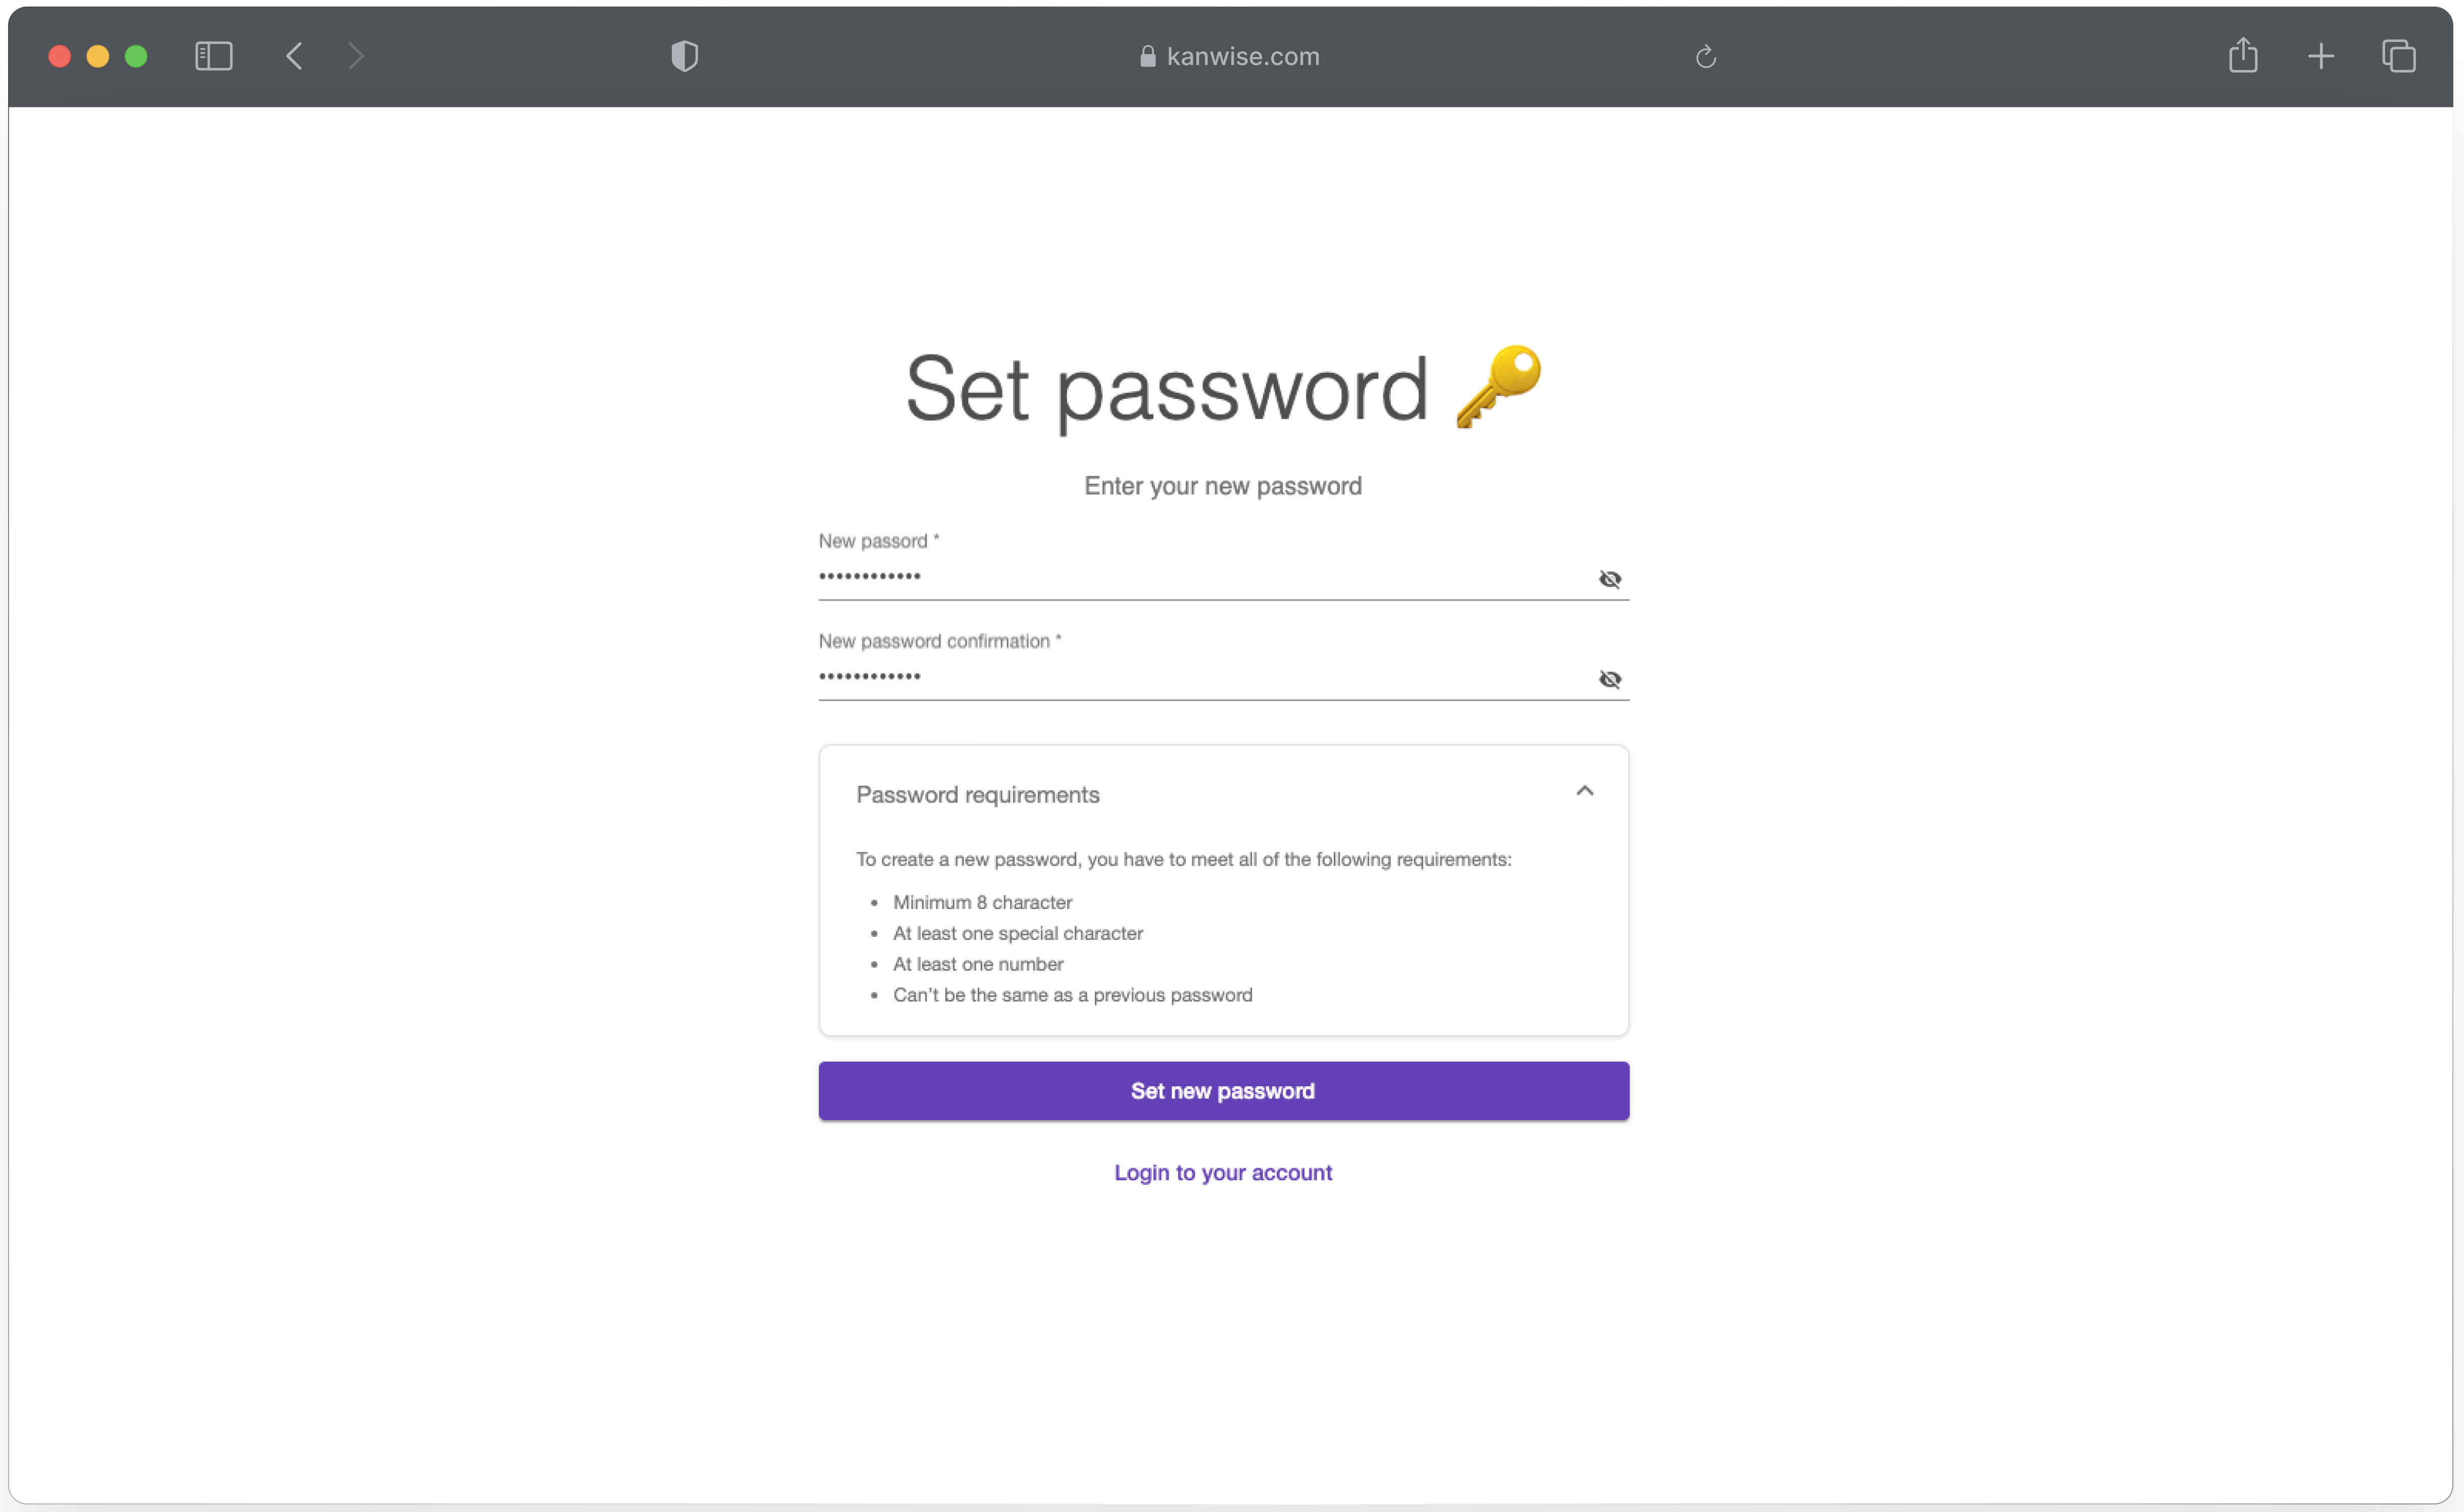 kanwise.com
Set password 🔑
Enter your new password
New passord *
••••••••••••
New password confirmation *
••••••••••••
Password requirements
To create a new password, you have to meet all of the following requirements:
• Minimum 8 character
• At least one special character
• At least one number
• Can't be the same as a previous password
Set new password
Login to your account